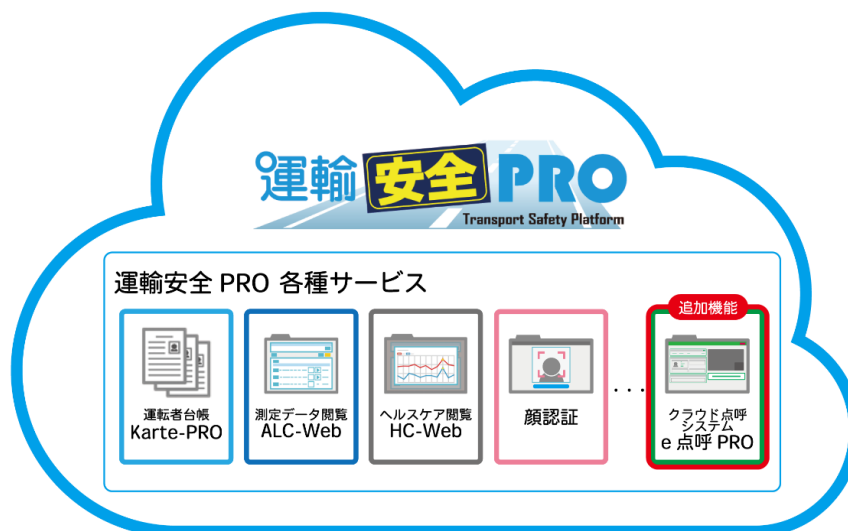 運輸安全PRO
Transport Safety Platform
運輸安全 PRO 各種サービス
追加機能
運転者台帳
Karte-PRO
測定データ閲覧
ALC-Web
ヘルスケア閲覧
HC-Web
顔認証
...
クラウド点呼
システム
e 点呼 PRO